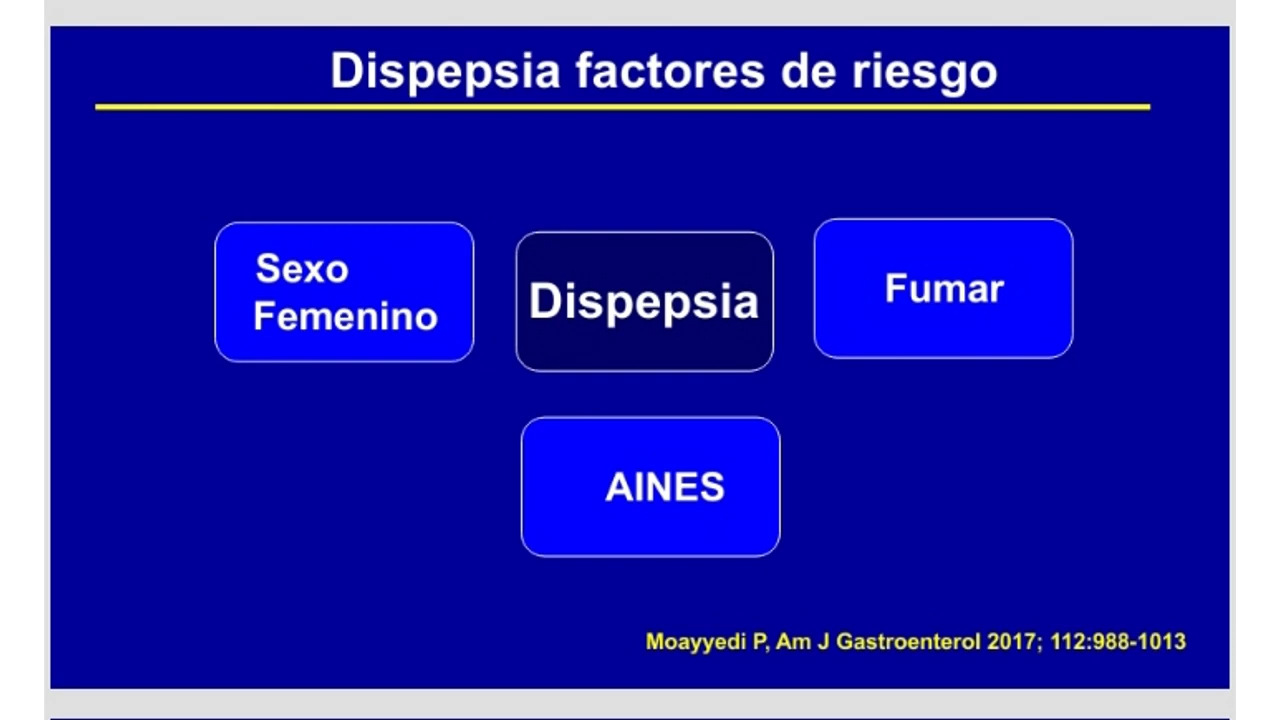 Dispepsia factores de riesgo
Sexo
Femenino
Dispepsia
Fumar
AINES
Moayyedi P, Am J Gastroenterol 2017; 112:988-1013